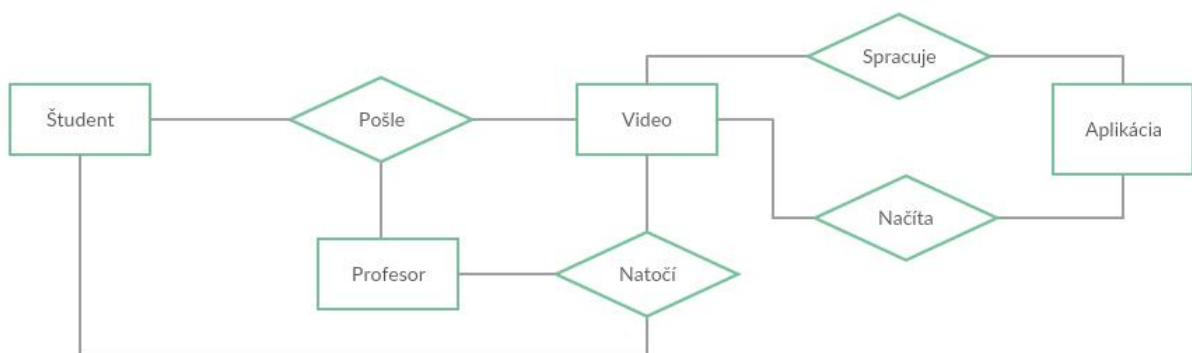 Spracuje
Študent
Pošle
Video
Aplikácia
Načíta
Profesor
Natočí